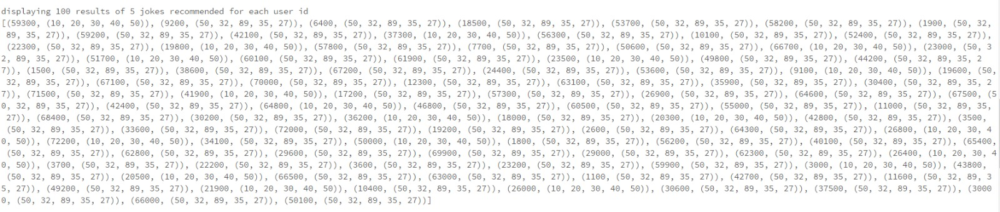 displaying 100 results of 5 jokes recommended for each user id
[(59300, (10, 20, 30, 40, 50)), (9200, (50, 32, 89, 35, 27)), (6400, (50, 32, 89, 35, 27)), (18500, (50, 32, 89, 35, 27)), (53700, (50, 32, 89, 35, 27)), (58200, (50, 32, 89, 35, 27)), (1900, (50, 32,
89, 35, 27)), (59200, (50, 32, 89, 35, 27)), (42100, (50, 32, 89, 35, 27)), (37300, (10, 20, 30, 40, 50)), (56300, (50, 32, 89, 35, 27)), (10100, (50, 32, 89, 35, 27)), (52400, (50, 32, 89, 35, 27)),
(22300, (50, 32, 89, 35, 27)), (19800, (10, 20, 30, 40, 50)), (57800, (50, 32, 89, 35, 27)), (7700, (50, 32, 89, 35, 27)), (50600, (50, 32, 89, 35, 27)), (66700, (10, 20, 30, 40, 50)), (23000, (50, 3
2, 89, 35, 27)), (51700, (10, 20, 30, 40, 50)), (60100, (50, 32, 89, 35, 27)), (61900, (50, 32, 89, 35, 27)), (23500, (10, 20, 30, 40, 50)), (49800, (50, 32, 89, 35, 27)), (44200, (50, 32, 89, 35, 2
7)), (1500, (50, 32, 89, 35, 27)), (38600, (50, 32, 89, 35, 27)), (67200, (50, 32, 89, 35, 27)), (24400, (50, 32, 89, 35, 27)), (53600, (50, 32, 89, 35, 27)), (9100, (10, 20, 30, 40, 50)), (19600, (50,
32, 89, 35, 27)), (67100, (50, 32, 89, 35, 27)), (70000, (50, 32, 89, 35, 27)), (12300, (50, 32, 89, 35, 27)), (63100, (50, 32, 89, 35, 27)), (35900, (50, 32, 89, 35, 27)), (30400, (50, 32, 89, 35, 2
7)), (71500, (50, 32, 89, 35, 27)), (41900, (10, 20, 30, 40, 50)), (17200, (50, 32, 89, 35, 27)), (57300, (50, 32, 89, 35, 27)), (26900, (50, 32, 89, 35, 27)), (64600, (50, 32, 89, 35, 27)), (67500, (5
0, 32, 89, 35, 27)), (42400, (50, 32, 89, 35, 27)), (64800, (10, 20, 30, 40, 50)), (46800, (50, 32, 89, 35, 27)), (60500, (50, 32, 89, 35, 27)), (55000, (50, 32, 89, 35, 27)), (11000, (50, 32, 89, 35,
27)), (68400, (50, 32, 89, 35, 27)), (30200, (50, 32, 89, 35, 27)), (36200, (10, 20, 30, 40, 50)), (18000, (50, 32, 89, 35, 27)), (20300, (10, 20, 30, 40, 50)), (42800, (50, 32, 89, 35, 27)), (3500,
(50, 32, 89, 35, 27)), (33600, (50, 32, 89, 35, 27)), (72000, (50, 32, 89, 35, 27)), (19200, (50, 32, 89, 35, 27)), (2600, (50, 32, 89, 35, 27)), (64300, (50, 32, 89, 35, 27)), (26800, (10, 20, 30, 4
0, 50)), (72200, (10, 20, 30, 40, 50)), (34100, (50, 32, 89, 35, 27)), (50000, (10, 20, 30, 40, 50)), (1800, (50, 32, 89, 35, 27)), (56200, (50, 32, 89, 35, 27)), (40100, (50, 32, 89, 35, 27)), (65400,
(50, 32, 89, 35, 27)), (62800, (50, 32, 89, 35, 27)), (29600, (50, 32, 89, 35, 27)), (69900, (50, 32, 89, 35, 27)), (29000, (50, 32, 89, 35, 27)), (62300, (50, 32, 89, 35, 27)), (26400, (10, 20, 30, 4
0, 50)), (3700, (50, 32, 89, 35, 27)), (22200, (50, 32, 89, 35, 27)), (3600, (50, 32, 89, 35, 27)), (23200, (50, 32, 89, 35, 27)), (59900, (50, 32, 89, 35, 27)), (3000, (10, 20, 30, 40, 50)), (43800,
(50, 32, 89, 35, 27)), (20500, (10, 20, 30, 40, 50)), (66500, (50, 32, 89, 35, 27)), (63000, (50, 32, 89, 35, 27)), (1100, (50, 32, 89, 35, 27)), (42700, (50, 32, 89, 35, 27)), (11600, (50, 32, 89, 3
5, 27)), (49200, (50, 32, 89, 35, 27)), (21900, (10, 20, 30, 40, 50)), (10400, (50, 32, 89, 35, 27)), (26000, (10, 20, 30, 40, 50)), (30600, (50, 32, 89, 35, 27)), (37500, (50, 32, 89, 35, 27)), (3000
0, (50, 32, 89, 35, 27)), (66000, (50, 32, 89, 35, 27)), (50100, (50, 32, 89, 35, 27))]